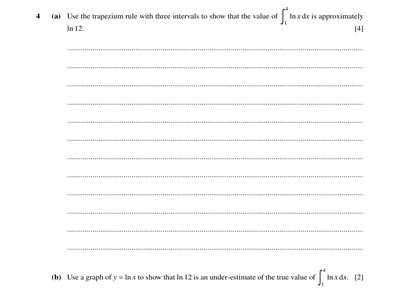 4 (a) Use the trapezium rule with three intervals to show that the value of ∫₁⁴ ln x dx is approximately
ln 12. [4]
(b) Use a graph of y = ln x to show that ln 12 is an under-estimate of the true value of ∫₁⁴ ln x dx. [2]